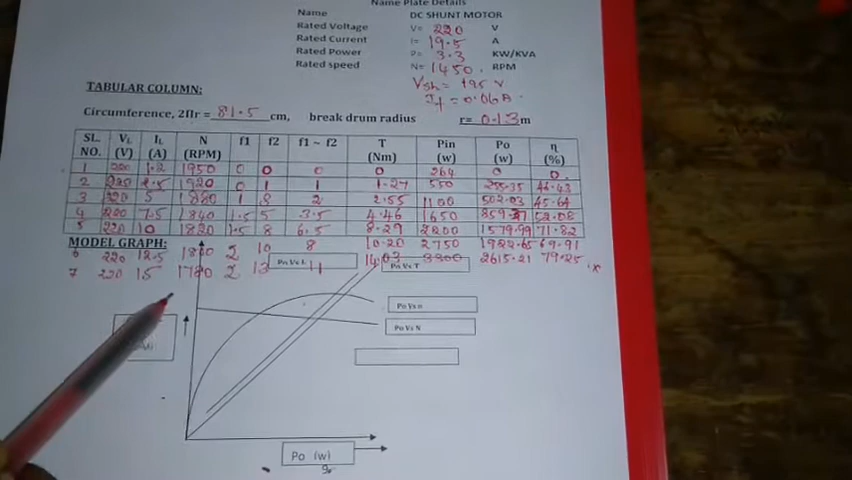 Name Plate Details
Name DC SHUNT MOTOR
Rated Voltage V= 220 V
Rated Current I= 19.5 A
Rated Power P= 3.3 KW/KVA
Rated speed N= 1450 RPM
Vsh = 195 V
If = 0.06A
TABULAR COLUMN:
Circumference, 2Πr = 81.5 cm, break drum radius r= 0.13 m
SL. NO. VL (V) IL (A) N (RPM) f1 f2 f1 ~ f2 T (Nm) Pin (w) Po (w) η (%)
1 220 1.2 1950 0 0 0 0 264 0 0
2 220 2.5 1920 0 1 1 1.27 550 255.35 46.43
3 220 5 1880 1 2 2.55 1100 502.03 45.64
4 220 7.5 1840 1.5 5 3.5 4.46 1650 859.37 52.08
5 220 10 1820 1.5 8 6.5 8.29 2200 1579.99 71.82
MODEL GRAPH:
6 220 12.5 1800 2 10 8 10.20 2750 1922.65 69.91
7 220 15 1780 2 13 11 14.03 3300 2615.21 79.25
Po Vs IL
Po Vs T
Po Vs η
Po Vs N
Po (w)